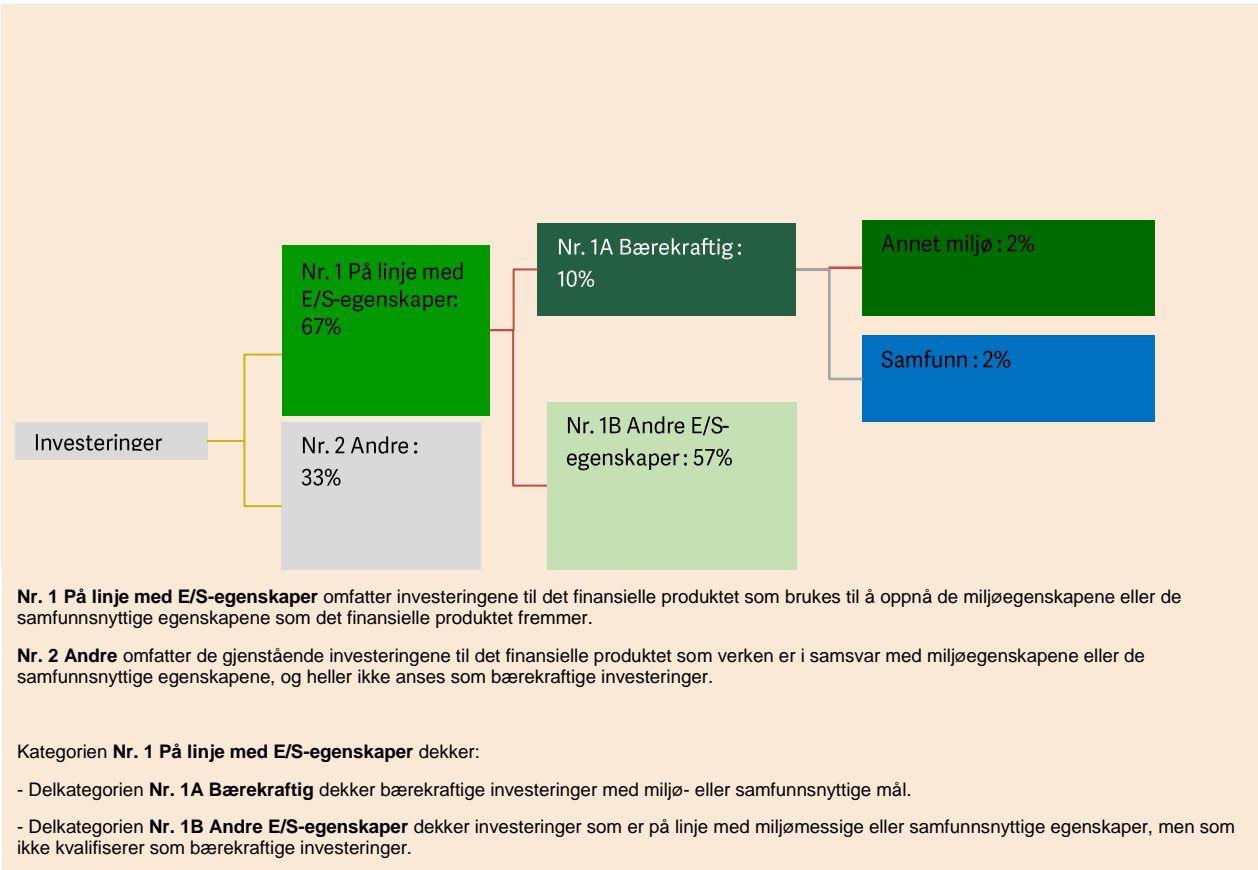 Investeringer
Nr. 1 På linje med
E/S-egenskaper:
67%
Nr. 2 Andre :
33%
Nr. 1A Bærekraftig :
10%
Nr. 1B Andre E/S-
egenskaper : 57%
Annet miljø : 2%
Samfunn : 2%
Nr. 1 På linje med E/S-egenskaper omfatter investeringene til det finansielle produktet som brukes til å oppnå de miljøegenskapene eller de
samfunnsnyttige egenskapene som det finansielle produktet fremmer.
Nr. 2 Andre omfatter de gjenstående investeringene til det finansielle produktet som verken er i samsvar med miljøegenskapene eller de
samfunnsnyttige egenskapene, og heller ikke anses som bærekraftige investeringer.
Kategorien Nr. 1 På linje med E/S-egenskaper dekker:
- Delkategorien Nr. 1A Bærekraftig dekker bærekraftige investeringer med miljø- eller samfunnsnyttige mål.
- Delkategorien Nr. 1B Andre E/S-egenskaper dekker investeringer som er på linje med miljømessige eller samfunnsnyttige egenskaper, men som
ikke kvalifiserer som bærekraftige investeringer.